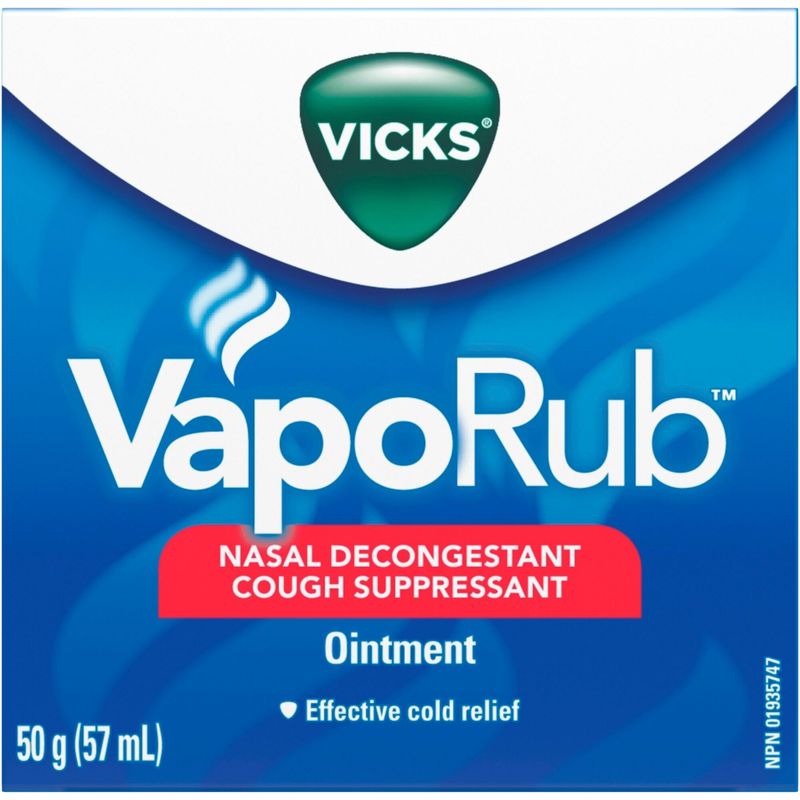 VICKS®
VapoRub™
NASAL DECONGESTANT
COUGH SUPPRESSANT
Ointment
Effective cold relief
50 g (57 mL)
NPN 01935747